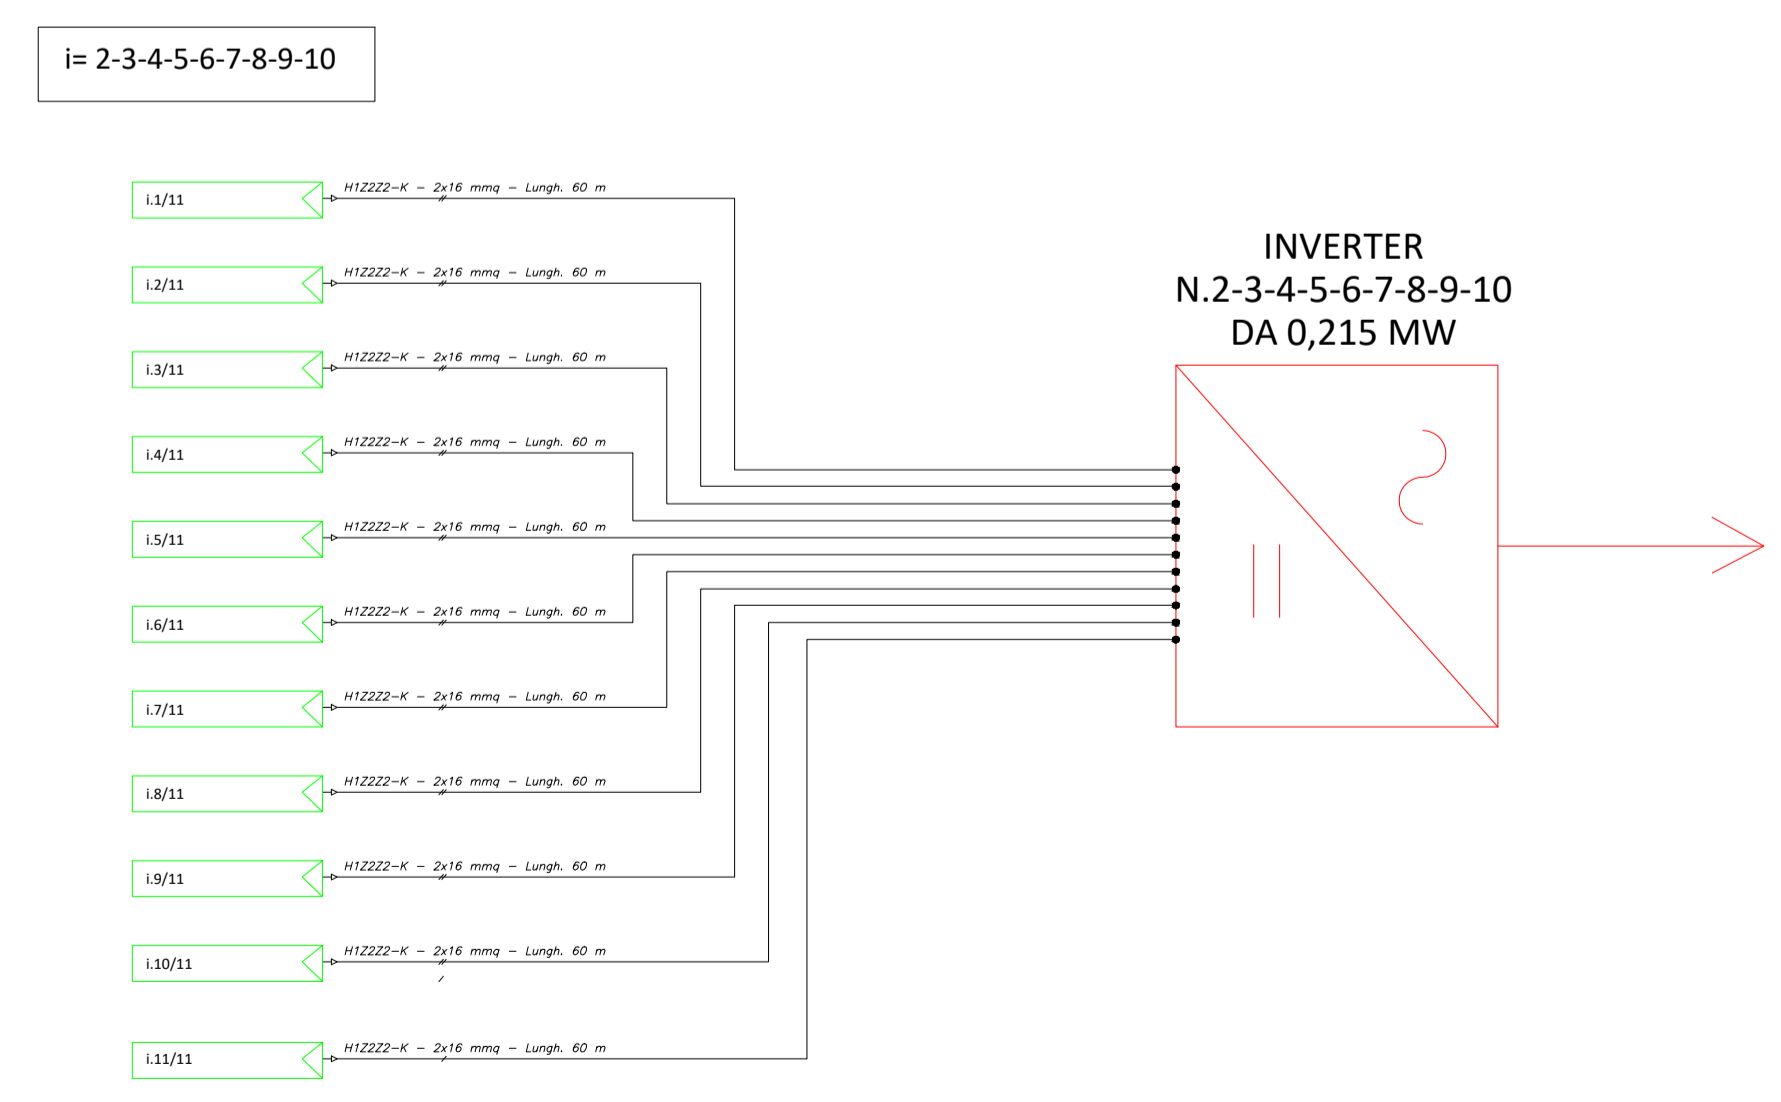 i= 2-3-4-5-6-7-8-9-10
INVERTER
N.2-3-4-5-6-7-8-9-10
DA 0,215 MW
i.1/11
H1Z2Z2-K - 2x16 mmq - Lungh. 60 m
i.2/11
H1Z2Z2-K - 2x16 mmq - Lungh. 60 m
i.3/11
H1Z2Z2-K - 2x16 mmq - Lungh. 60 m
i.4/11
H1Z2Z2-K - 2x16 mmq - Lungh. 60 m
i.5/11
H1Z2Z2-K - 2x16 mmq - Lungh. 60 m
i.6/11
H1Z2Z2-K - 2x16 mmq - Lungh. 60 m
i.7/11
H1Z2Z2-K - 2x16 mmq - Lungh. 60 m
i.8/11
H1Z2Z2-K - 2x16 mmq - Lungh. 60 m
i.9/11
H1Z2Z2-K - 2x16 mmq - Lungh. 60 m
i.10/11
H1Z2Z2-K - 2x16 mmq - Lungh. 60 m
i.11/11
H1Z2Z2-K - 2x16 mmq - Lungh. 60 m